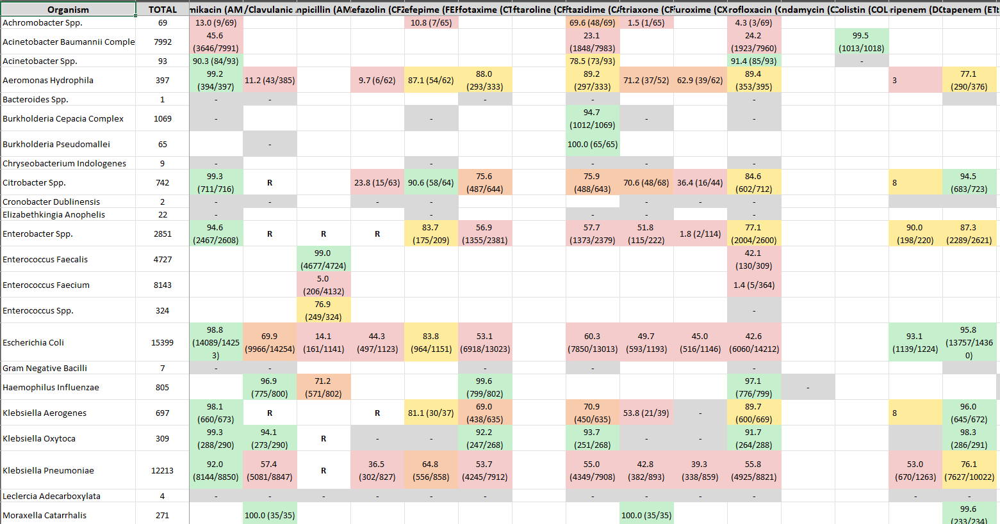 Organism TOTAL mikacin (AM /Clavulanic npicillin (AM efazolin (CFZ efepime (FEP fotaxime (CT ftaroline (CP ftazidime (CA ftriaxone (CR uroxime (CX rofloxacin (C ndamycin (C olistin (COL ripenem (DO tapenem (ET
Achromobacter Spp. 69 13.0 (9/69) 10.8 (7/65) 69.6 (48/69) 1.5 (1/65) 4.3 (3/69)
Acinetobacter Baumannii Comple 7992 45.6 (3646/7991) 23.1 (1848/7983) 24.2 (1923/7960) 99.5 (1013/1018)
Acinetobacter Spp. 93 90.3 (84/93) 78.5 (73/93) 91.4 (85/93) -
Aeromonas Hydrophila 397 99.2 (394/397) 11.2 (43/385) 9.7 (6/62) 87.1 (54/62) 88.0 (293/333) 89.2 (297/333) 71.2 (37/52) 62.9 (39/62) 89.4 (353/395) 3 77.1 (290/376)
Bacteroides Spp. 1 - - - - -
Burkholderia Cepacia Complex 1069 - - 94.7 (1012/1069) - -
Burkholderia Pseudomallei 65 - 100.0 (65/65)
Chryseobacterium Indologenes 9 - - - - -
Citrobacter Spp. 742 99.3 (711/716) R 23.8 (15/63) 90.6 (58/64) 75.6 (487/644) 75.9 (488/643) 70.6 (48/68) 36.4 (16/44) 84.6 (602/712) 8 94.5 (683/723)
Cronobacter Dublinensis 2 - - - - - - -
Elizabethkingia Anophelis 22 - - - - -
Enterobacter Spp. 2851 94.6 (2467/2608) R R R 83.7 (175/209) 56.9 (1355/2381) 57.7 (1373/2379) 51.8 (115/222) 1.8 (2/114) 77.1 (2004/2600) 90.0 (198/220) 87.3 (2289/2621)
Enterococcus Faecalis 4727 99.0 (4677/4724) 42.1 (130/309)
Enterococcus Faecium 8143 5.0 (206/4132) 1.4 (5/364)
Enterococcus Spp. 324 76.9 (249/324) -
Escherichia Coli 15399 98.8 (14089/14253) 69.9 (9966/14254) 14.1 (161/1141) 44.3 (497/1123) 83.8 (964/1151) 53.1 (6918/13023) 60.3 (7850/13013) 49.7 (593/1193) 45.0 (516/1146) 42.6 (6060/14212) 93.1 (1139/1224) 95.8 (13757/14360)
Gram Negative Bacilli 7 - - - - -
Haemophilus Influenzae 805 96.9 (775/800) 71.2 (571/802) 99.6 (799/802) 97.1 (776/799) -
Klebsiella Aerogenes 697 98.1 (660/673) R R 81.1 (30/37) 69.0 (438/635) 70.9 (450/635) 53.8 (21/39) - 89.7 (600/669) 8 96.0 (645/672)
Klebsiella Oxytoca 309 99.3 (288/290) 94.1 (273/290) R - - 92.2 (247/268) 93.7 (251/268) - - 91.7 (264/288) 98.3 (286/291)
Klebsiella Pneumoniae 12213 92.0 (8144/8850) 57.4 (5081/8847) R 36.5 (302/827) 64.8 (556/858) 53.7 (4245/7912) 55.0 (4349/7908) 42.8 (382/893) 39.3 (338/859) 55.8 (4925/8821) 53.0 (670/1263) 76.1 (7627/10022)
Leclercia Adecarboxylata 4 - - - - - - - - - - - -
Moraxella Catarrhalis 271 100.0 (35/35) 100.0 (35/35) 99.6 (233/234)